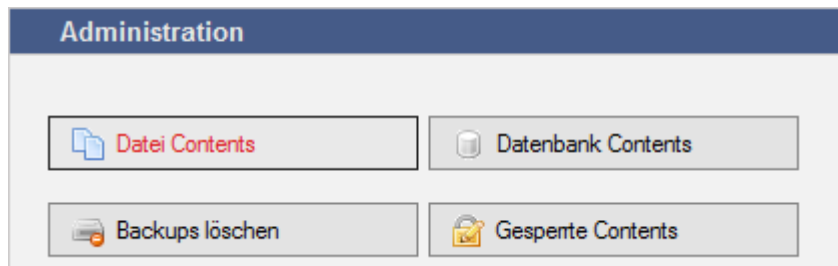 Administration
Datei Contents
Datenbank Contents
Backups löschen
Gesperrte Contents